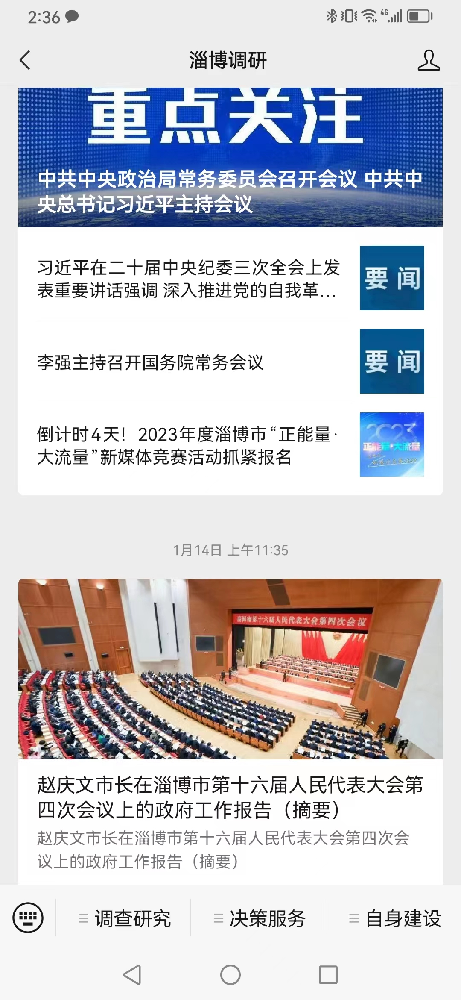 2:36
4G
淄博调研
重点关注
中共中央政治局常务委员会召开会议 中共中
央总书记习近平主持会议
习近平在二十届中央纪委三次全会上发
表重要讲话强调 深入推进党的自我革...
要闻
李强主持召开国务院常务会议
要闻
倒计时4天！2023年度淄博市“正能量·
大流量”新媒体竞赛活动抓紧报名
2023
正能量·大流量
1月14日 上午11:35
淄博市第十六届人民代表大会第四次会议
赵庆文市长在淄博市第十六届人民代表大会第
四次会议上的政府工作报告（摘要）
赵庆文市长在淄博市第十六届人民代表大会第四次会
议上的政府工作报告（摘要）
调查研究
决策服务
自身建设